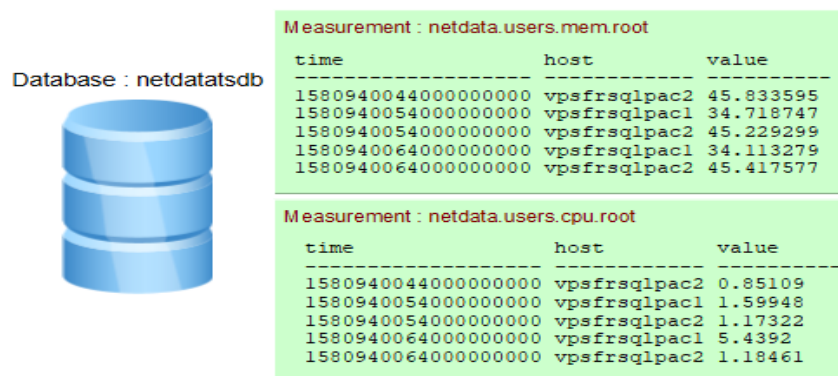 Database : netdatatsdb
Measurement : netdata.users.mem.root
time host value
------------------- ------------ ----------
1580940044000000000 vpsfrsqlpac2 45.833595
1580940054000000000 vpsfrsqlpac1 34.718747
1580940054000000000 vpsfrsqlpac2 45.229299
1580940064000000000 vpsfrsqlpac1 34.113279
1580940064000000000 vpsfrsqlpac2 45.417577
Measurement : netdata.users.cpu.root
time host value
------------------- ------------ ----------
1580940044000000000 vpsfrsqlpac2 0.85109
1580940054000000000 vpsfrsqlpac1 1.59948
1580940054000000000 vpsfrsqlpac2 1.17322
1580940064000000000 vpsfrsqlpac1 5.4392
1580940064000000000 vpsfrsqlpac2 1.18461